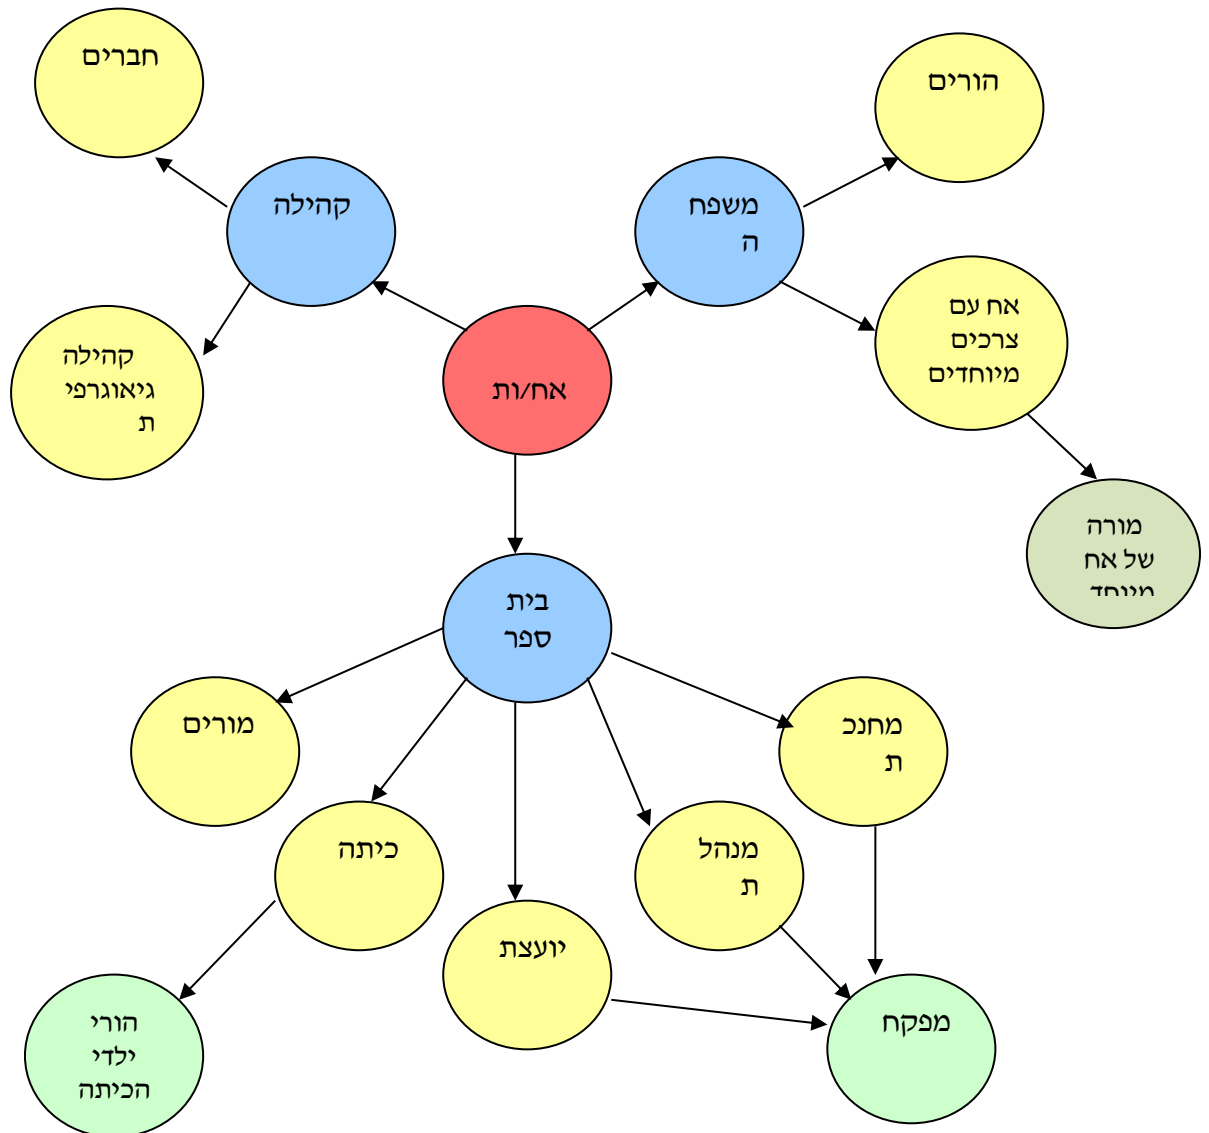 חברים
הורים
קהילה
משפח
ה
אח עם
צרכים
מיוחדים
קהילה
גיאוגרפי
ת
אח/ות
מורה
של אח
מיוחד
בית
ספר
מורים
מחנכ
ת
כיתה
מנהל
ת
יועצת
מפקח
הורי
ילדי
הכיתה